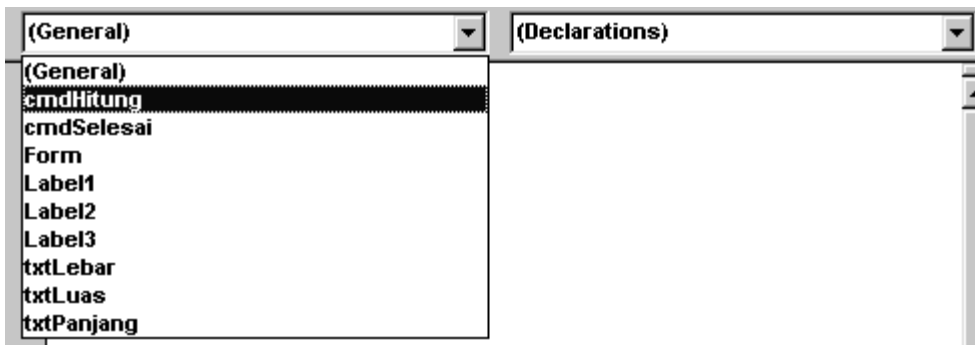 (General) (Declarations)
(General)
cmdHitung
cmdSelesai
Form
Label1
Label2
Label3
txtLebar
txtLuas
txtPanjang